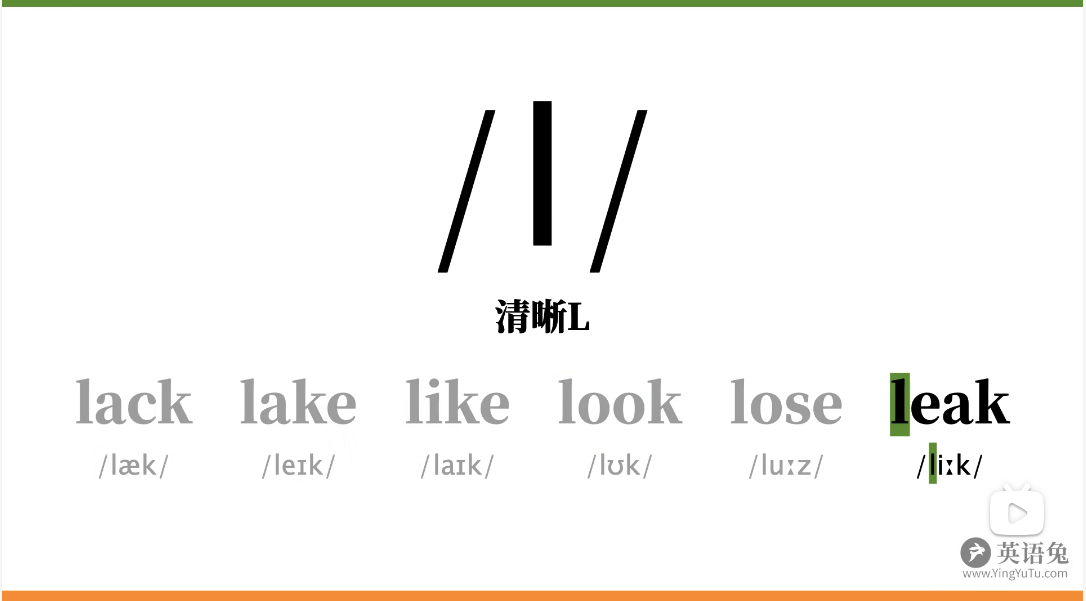 /l/
清晰L
lack lake like look lose leak
/læk/ /leɪk/ /laɪk/ /lʊk/ /luːz/ /liːk/
英语兔
www.YingYuTu.com